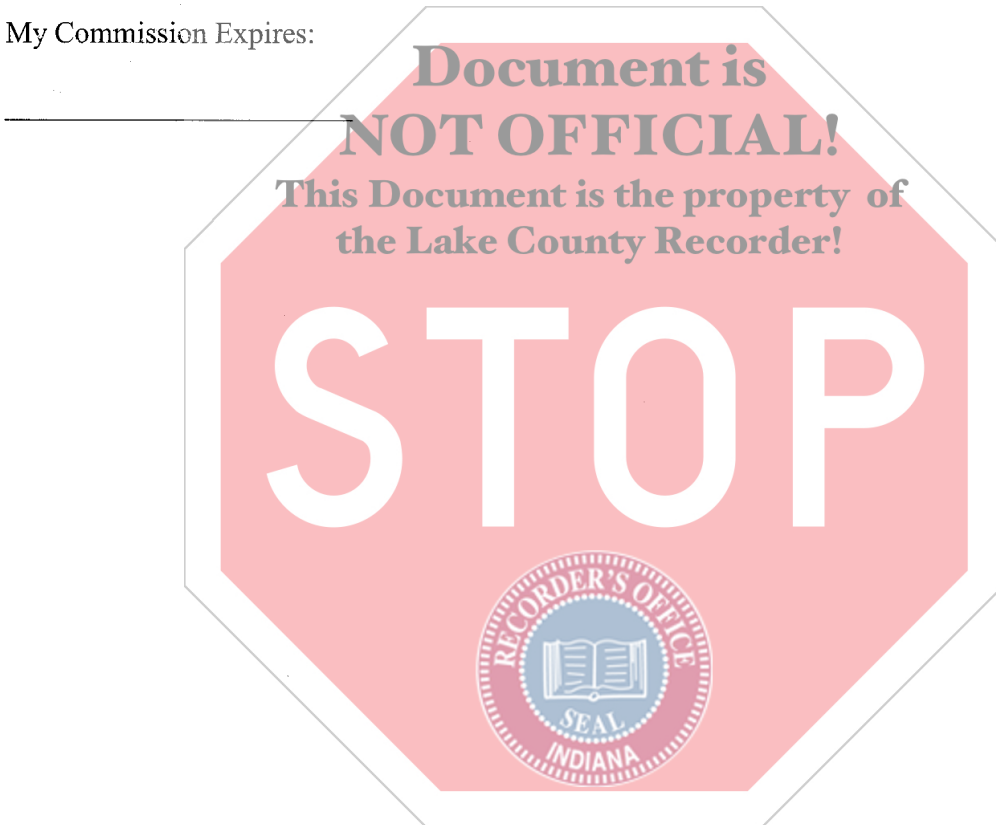 My Commission Expires:
Document is
NOT OFFICIAL!
This Document is the property of
the Lake County Recorder!
STOP
RECORDER'S OFFICE
SEAL
INDIANA